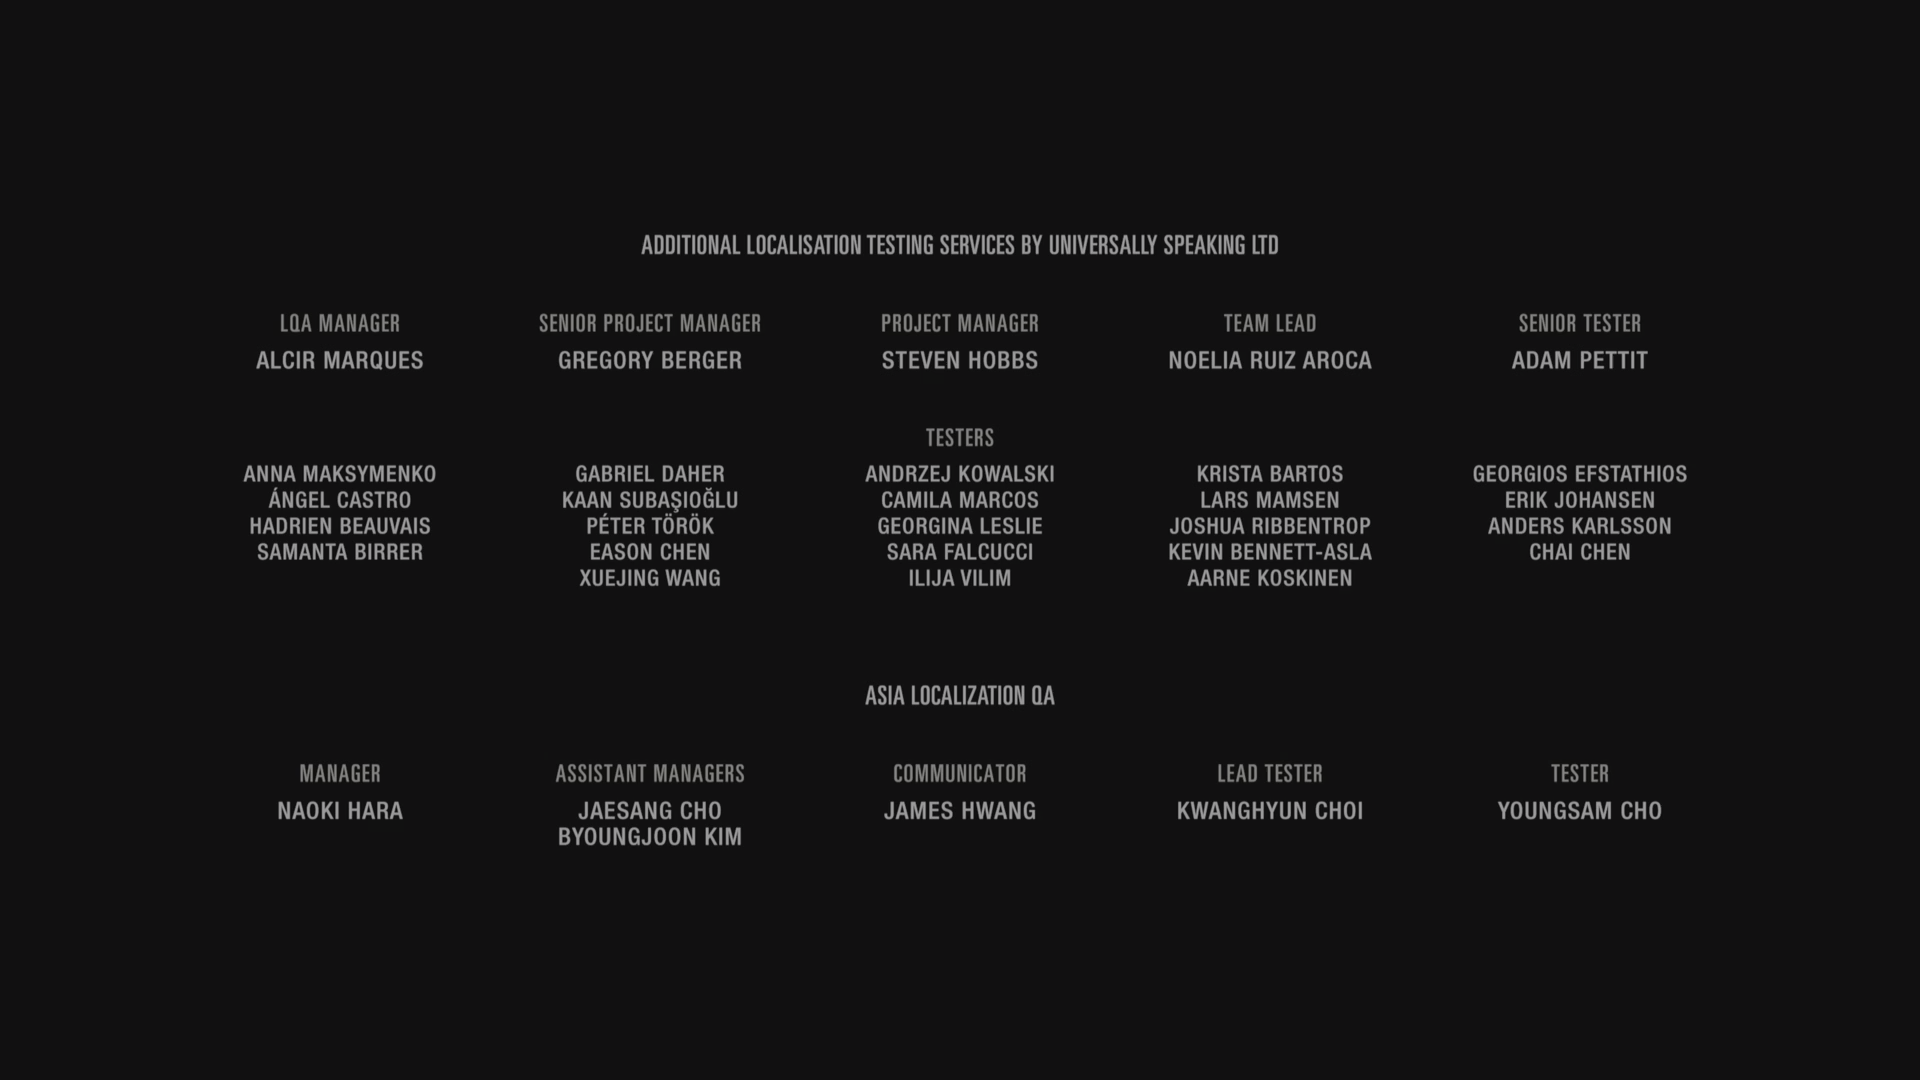 ADDITIONAL LOCALISATION TESTING SERVICES BY UNIVERSALLY SPEAKING LTD
LQA MANAGER
ALCIR MARQUES
SENIOR PROJECT MANAGER
GREGORY BERGER
PROJECT MANAGER
STEVEN HOBBS
TEAM LEAD
NOELIA RUIZ AROCA
SENIOR TESTER
ADAM PETTIT
TESTERS
ANNA MAKSYMENKO
ÁNGEL CASTRO
HADRIEN BEAUVAIS
SAMANTA BIRRER
GABRIEL DAHER
KAAN SUBAŞIOĞLU
PÉTER TÖRÖK
EASON CHEN
XUEJING WANG
ANDRZEJ KOWALSKI
CAMILA MARCOS
GEORGINA LESLIE
SARA FALCUCCI
ILIJA VILIM
KRISTA BARTOS
LARS MAMSEN
JOSHUA RIBBENTROP
KEVIN BENNETT-ASLA
AARNE KOSKINEN
GEORGIOS EFSTATHIOS
ERIK JOHANSEN
ANDERS KARLSSON
CHAI CHEN
ASIA LOCALIZATION QA
MANAGER
NAOKI HARA
ASSISTANT MANAGERS
JAESANG CHO
BYOUNGJOON KIM
COMMUNICATOR
JAMES HWANG
LEAD TESTER
KWANGHYUN CHOI
TESTER
YOUNGSAM CHO